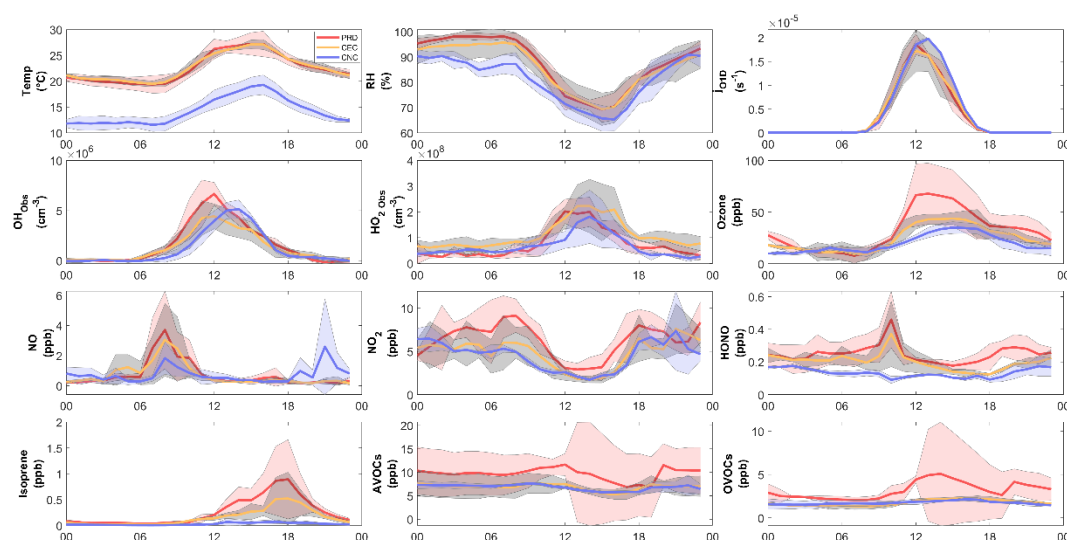 ×10⁻⁵
30 25 20 15 10
Temp
(°C)
PRD
CEC
CNC
00 06 12 18 00
100 90 80 70 60
RH
(%)
00 06 12 18 00
2 1.5 1 0.5 0
jO1D
(s⁻¹)
00 06 12 18 00
×10⁶
10 5 0
OH Obs
(cm⁻³)
00 06 12 18 00
×10⁸
4 3 2 1 0
HO₂ Obs
(cm⁻³)
00 06 12 18 00
100 50 0
Ozone
(ppb)
00 06 12 18 00
6 4 2 0
NO
(ppb)
00 06 12 18 00
10 5 0
NO₂
(ppb)
00 06 12 18 00
0.6 0.4 0.2 0
HONO
(ppb)
00 06 12 18 00
2 1.5 1 0.5 0
Isoprene
(ppb)
00 06 12 18 00
20 15 10 5 0
AVOCs
(ppb)
00 06 12 18 00
10 5 0
OVOCs
(ppb)
00 06 12 18 00